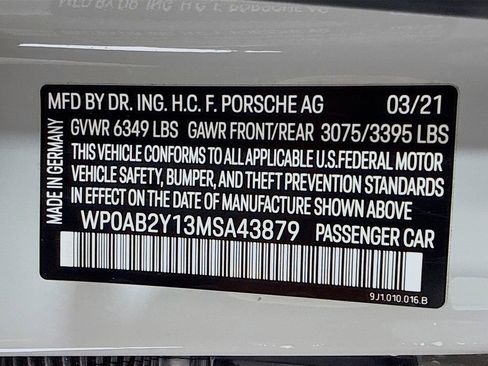 MFD BY DR. ING. H.C. F. PORSCHE AG 03/21
GVWR 6349 LBS GAWR FRONT/REAR 3075/3395 LBS
THIS VEHICLE CONFORMS TO ALL APPLICABLE U.S.FEDERAL MOTOR
VEHICLE SAFETY, BUMPER, AND THEFT PREVENTION STANDARDS
IN EFFECT ON THE DATE OF MANUFACTURE SHOWN ABOVE
WP0AB2Y13MSA43879 PASSENGER CAR
MADE IN GERMANY
9J1.010.016.B